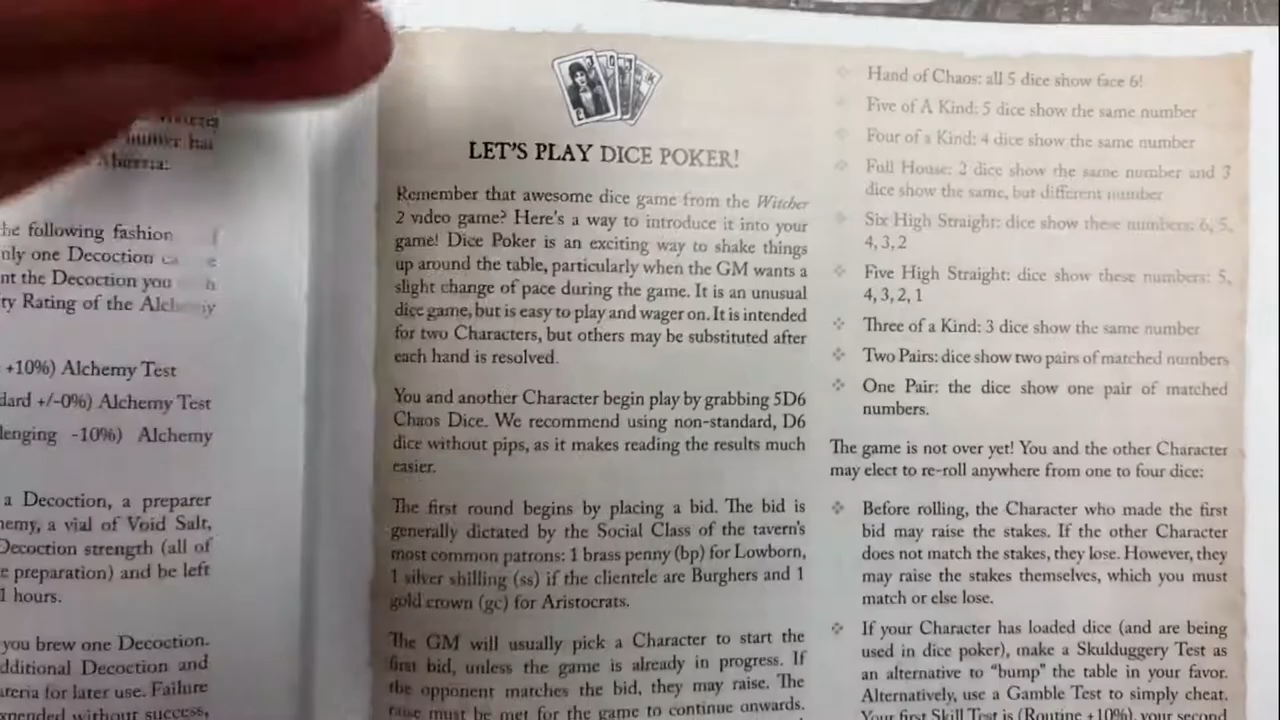 number has
the following fashion
only one Decoction
nt the Decoction you
ty Rating of the
+10%) Alchemy Test
dard +/-0%) Alchemy Test
lenging -10%) Alchemy
a Decoction, a preparer
hemy, a vial of Void Salt,
Decoction strength (all of
e preparation) and be left
1 hours.
you brew one Decoction.
dditional Decoction and
ateria for later use. Failure
xpended without success,
LET'S PLAY DICE POKER!
Remember that awesome dice game from the Witcher
2 video game? Here's a way to introduce it into your
game! Dice Poker is an exciting way to shake things
up around the table, particularly when the GM wants a
slight change of pace during the game. It is an unusual
dice game, but is easy to play and wager on. It is intended
for two Characters, but others may be substituted after
each hand is resolved.
You and another Character begin play by grabbing 5D6
Chaos Dice. We recommend using non-standard, D6
dice without pips, as it makes reading the results much
easier.
The first round begins by placing a bid. The bid is
generally dictated by the Social Class of the tavern's
most common patrons: 1 brass penny (bp) for Lowborn,
1 silver shilling (ss) if the clientele are Burghers and 1
gold crown (gc) for Aristocrats.
The GM will usually pick a Character to start the
first bid, unless the game is already in progress. If
the opponent matches the bid, they may raise. The
raise must be met for the game to continue onwards.
Hand of Chaos: all 5 dice show face 6!
Five of A Kind: 5 dice show the same number
Four of a Kind: 4 dice show the same number
Full House: 2 dice show the same number and 3
dice show the same, but different number
Six High Straight: dice show these numbers: 6, 5,
4, 3, 2
Five High Straight: dice show these numbers: 5,
4, 3, 2, 1
Three of a Kind: 3 dice show the same number
Two Pairs: dice show two pairs of matched numbers
One Pair: the dice show one pair of matched
numbers.
The game is not over yet! You and the other Character
may elect to re-roll anywhere from one to four dice:
Before rolling, the Character who made the first
bid may raise the stakes. If the other Character
does not match the stakes, they lose. However, they
may raise the stakes themselves, which you must
match or else lose.
If your Character has loaded dice (and are being
used in dice poker), make a Skulduggery Test as
an alternative to "bump" the table in your favor.
Alternatively, use a Gamble Test to simply cheat.
Your first Skill Test is (Routine +10%), your second